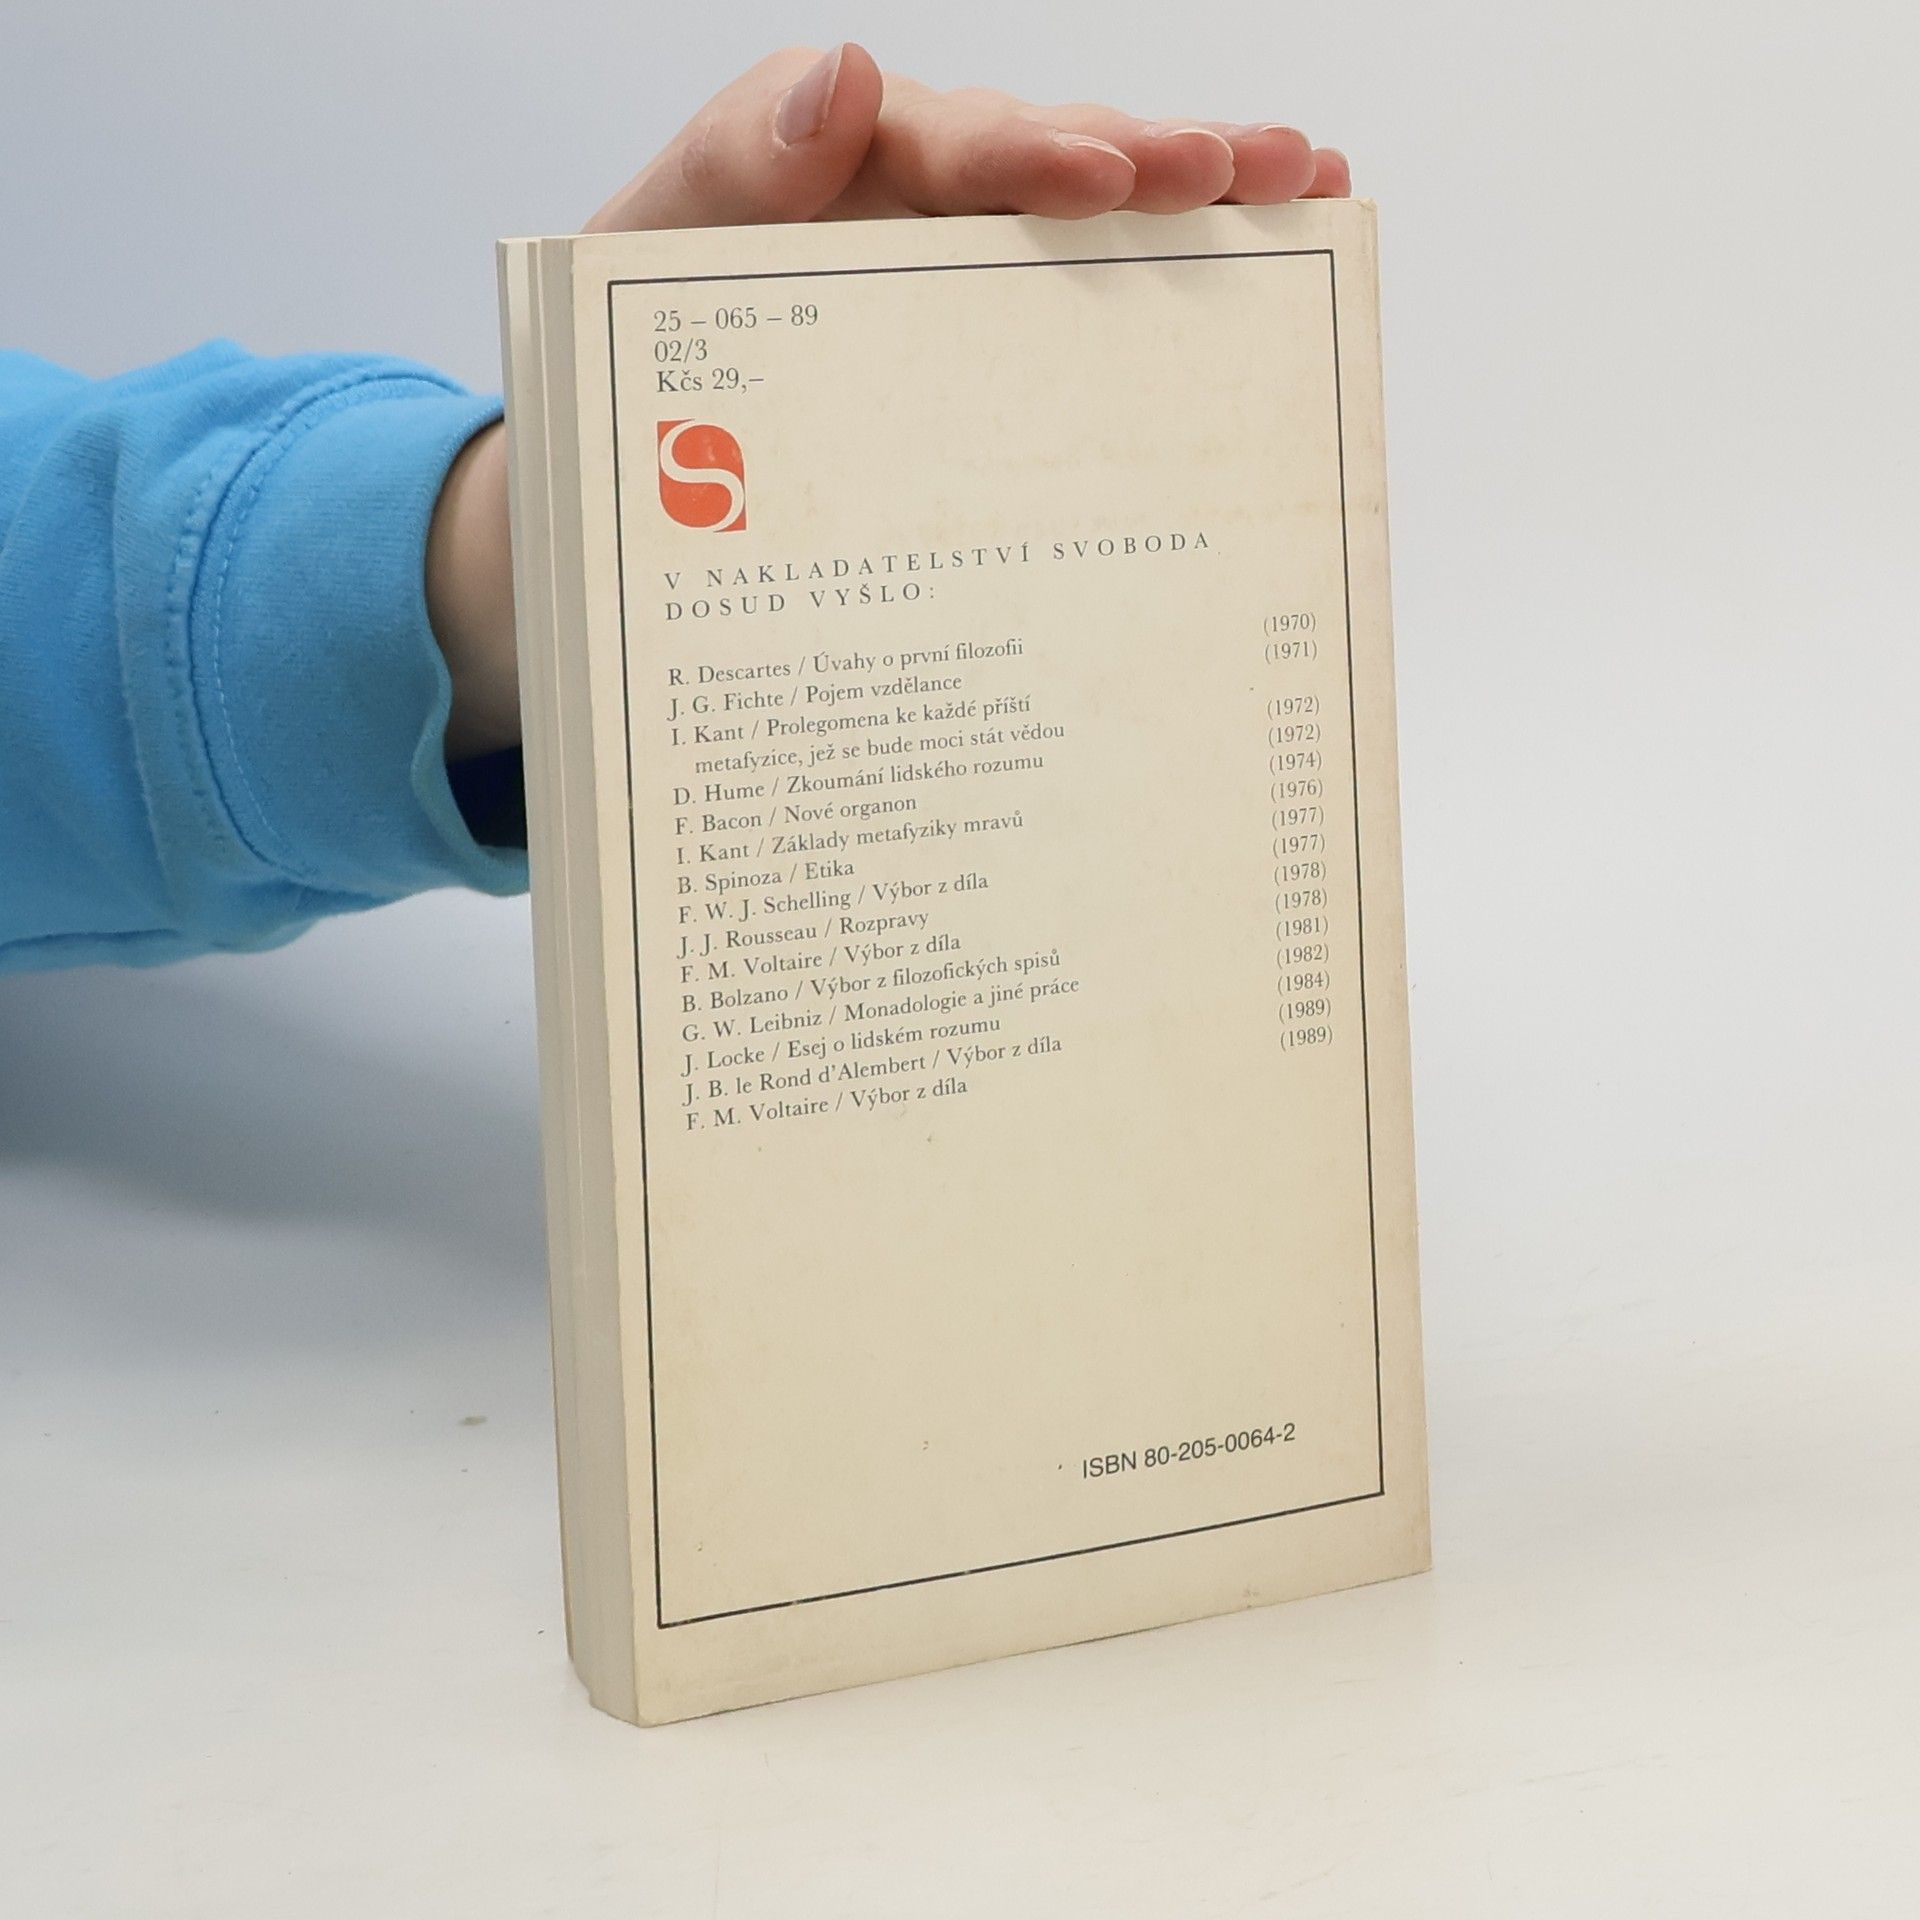 25 – 065 – 89
02/3
Kčs 29,–
S
V NAKLADATELSTVÍ SVOBODA
DOSUD VYŠLO:
R. Descartes / Úvahy o první filozofii (1970)
J. G. Fichte / Pojem vzdělance (1971)
I. Kant / Prolegomena ke každé příští
metafyzice, jež se bude moci stát vědou (1972)
D. Hume / Zkoumání lidského rozumu (1972)
F. Bacon / Nové organon (1974)
I. Kant / Základy metafyziky mravů (1976)
B. Spinoza / Etika (1977)
F. W. J. Schelling / Výbor z díla (1977)
J. J. Rousseau / Rozpravy (1978)
F. M. Voltaire / Výbor z díla (1978)
B. Bolzano / Výbor z filozofických spisů (1981)
G. W. Leibniz / Monadologie a jiné práce (1982)
J. Locke / Esej o lidském rozumu (1984)
J. B. le Rond d'Alembert / Výbor z díla (1989)
F. M. Voltaire / Výbor z díla (1989)
ISBN 80-205-0064-2